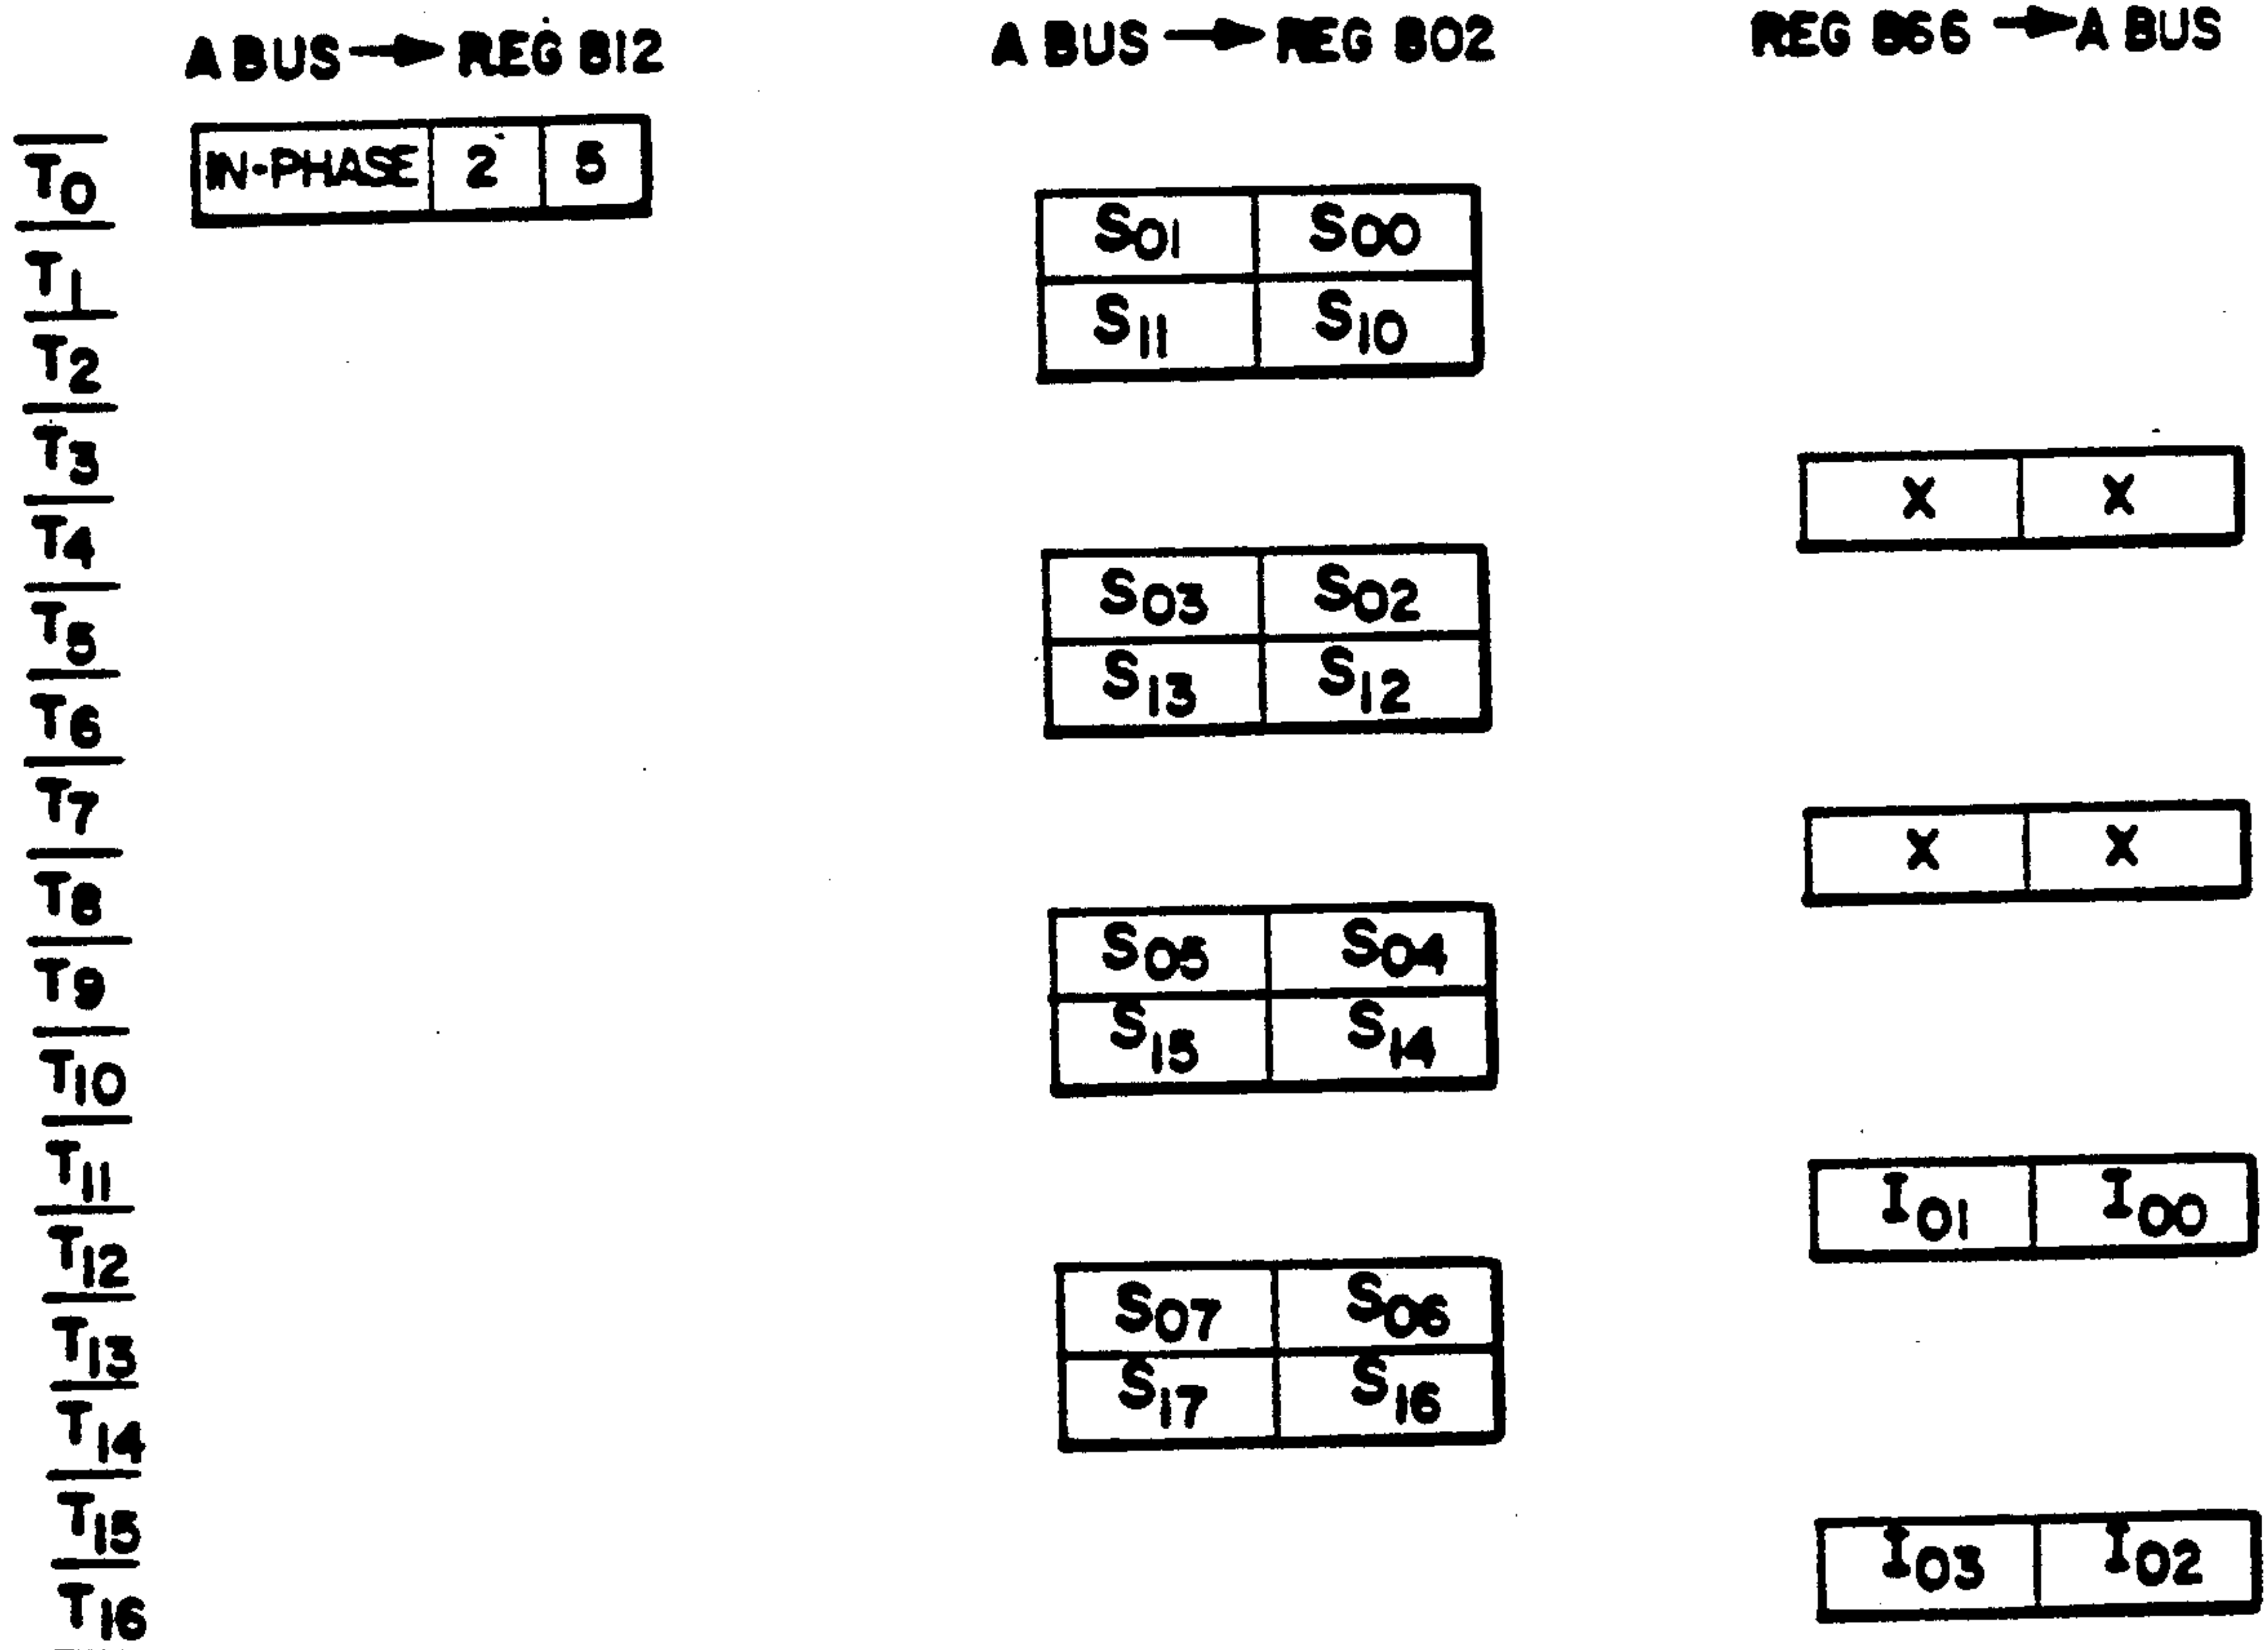 A BUS → REG 812 A BUS → REG 802 REG 866 → A BUS
T0 IN-PHASE 2 5
S01 S00
T1
S11 S10
T2
T3
X X
T4
S03 S02
T5
S13 S12
T6
T7
X X
T8
S05 S04
T9
S15 S14
T10
T11
I01 I00
T12
S07 S06
T13
S17 S16
T14
T15
I03 I02
T16